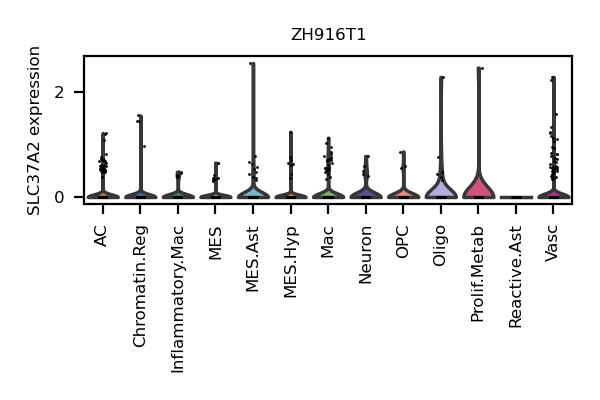 ZH916T1
SLC37A2 expression
2
0
AC
Chromatin.Reg
Inflammatory.Mac
MES
MES.Ast
MES.Hyp
Mac
Neuron
OPC
Oligo
Prolif.Metab
Reactive.Ast
Vasc